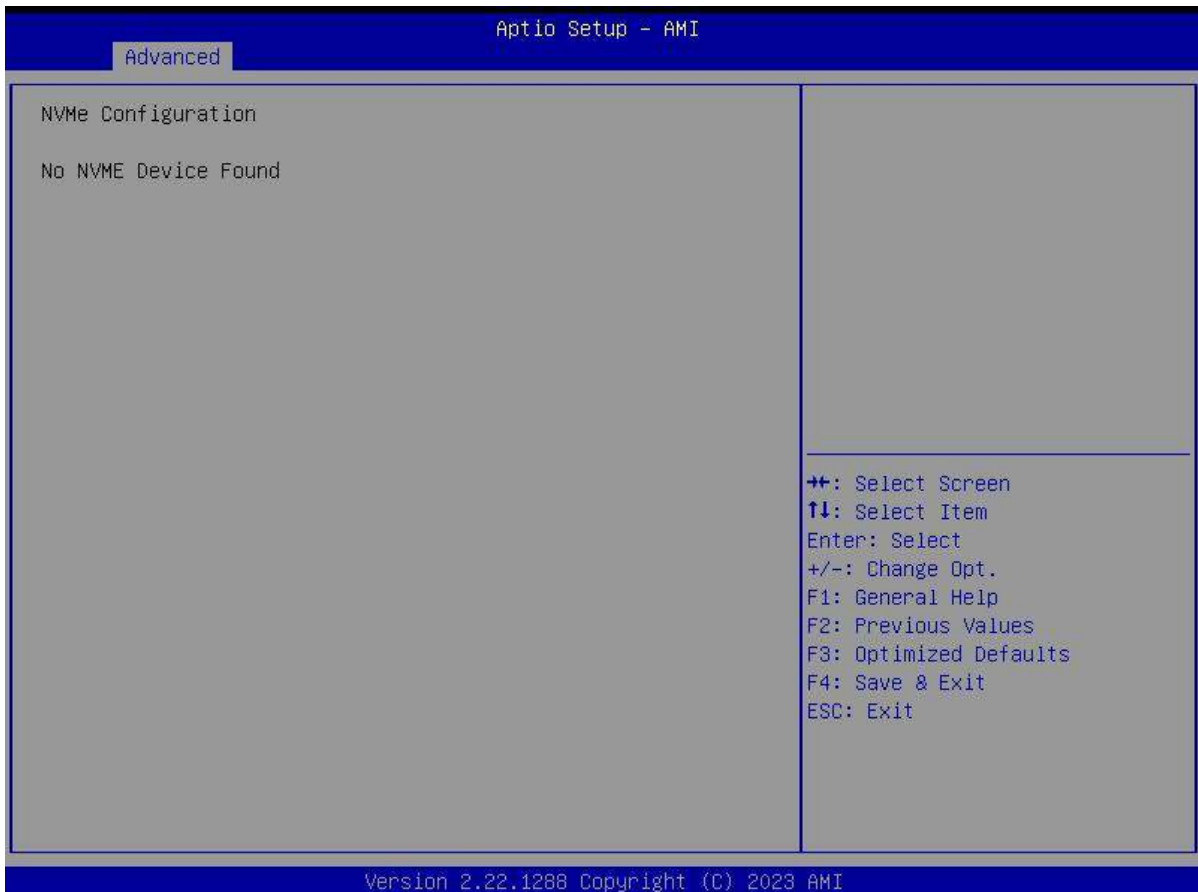 Aptio Setup - AMI
Advanced
NVMe Configuration
No NVME Device Found
→←: Select Screen
↑↓: Select Item
Enter: Select
+/-: Change Opt.
F1: General Help
F2: Previous Values
F3: Optimized Defaults
F4: Save & Exit
ESC: Exit
Version 2.22.1288 Copyright (C) 2023 AMI